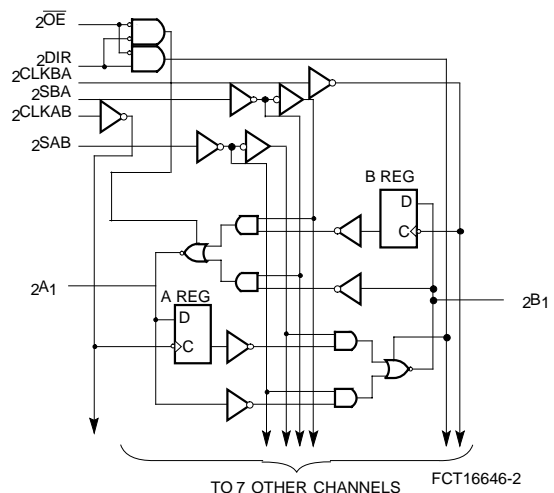 2OE
2DIR
2CLKBA
2SBA
2CLKAB
2SAB
B REG
D
C
2A1
A REG
D
C
2B1
TO 7 OTHER CHANNELS
FCT16646-2